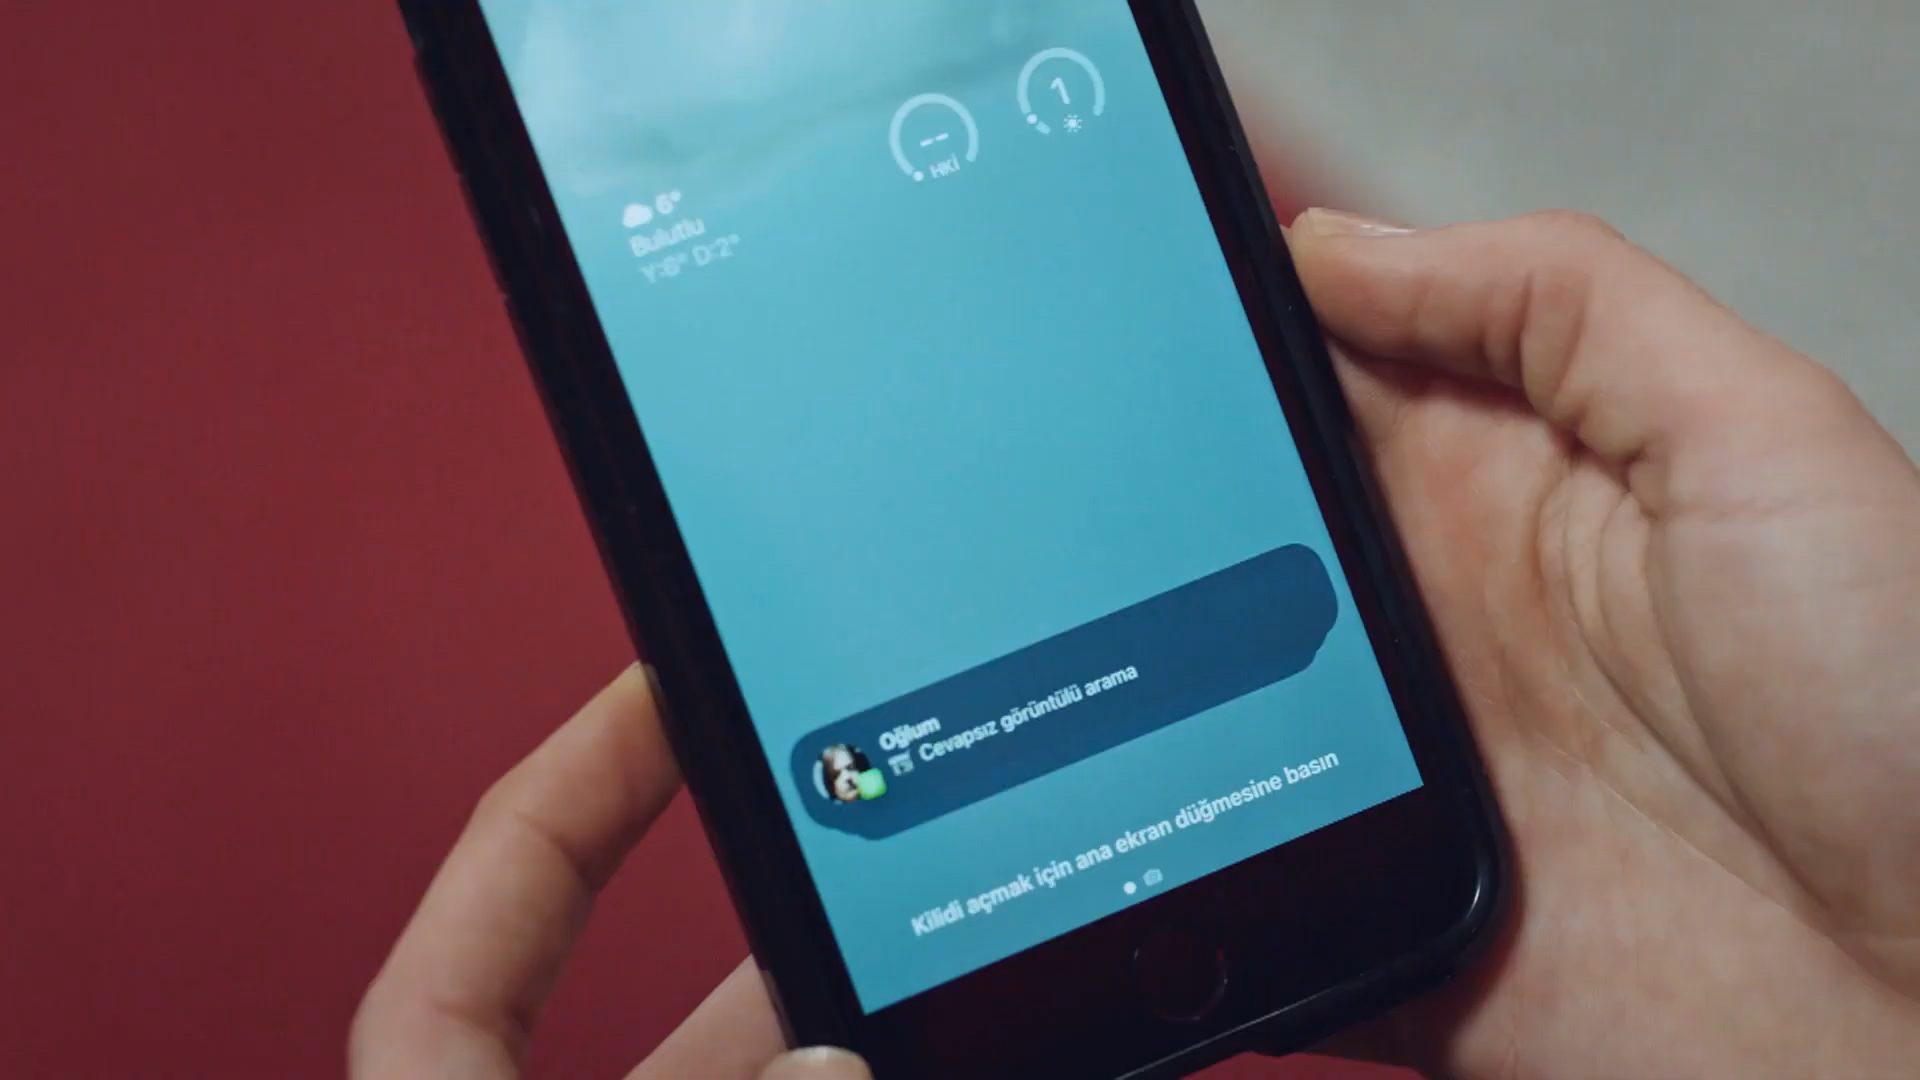 1
--
HKİ
6°
Bulutlu
Y:6° D:2°
Oğlum
Cevapsız görüntülü arama
Kilidi açmak için ana ekran düğmesine basın